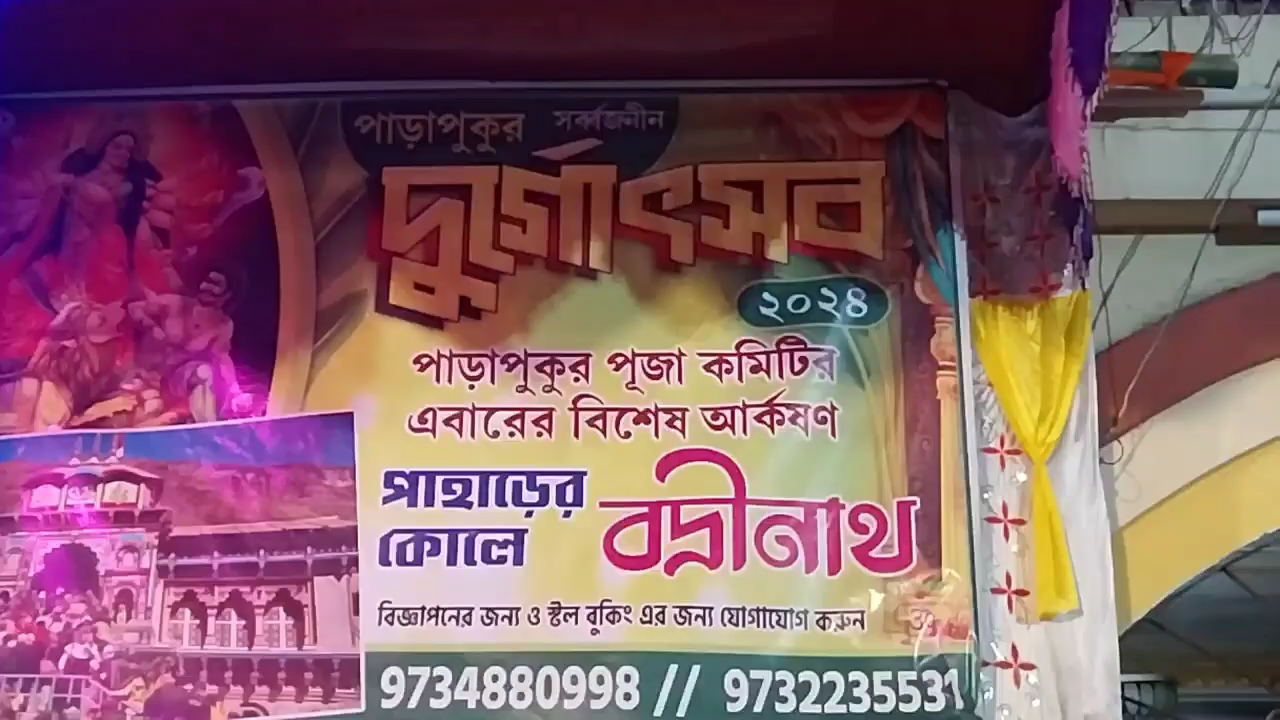 পাড়াপুকুর সর্ব্বজনীন
দুর্গোৎসব
২০২৪
পাড়াপুকুর পূজা কমিটির
এবারের বিশেষ আর্কষণ
পাহাড়ের
কোলে
বদ্রীনাথ
বিজ্ঞাপনের জন্য ও স্টল বুকিং এর জন্য যোগাযোগ করুন
9734880998 // 9732235531